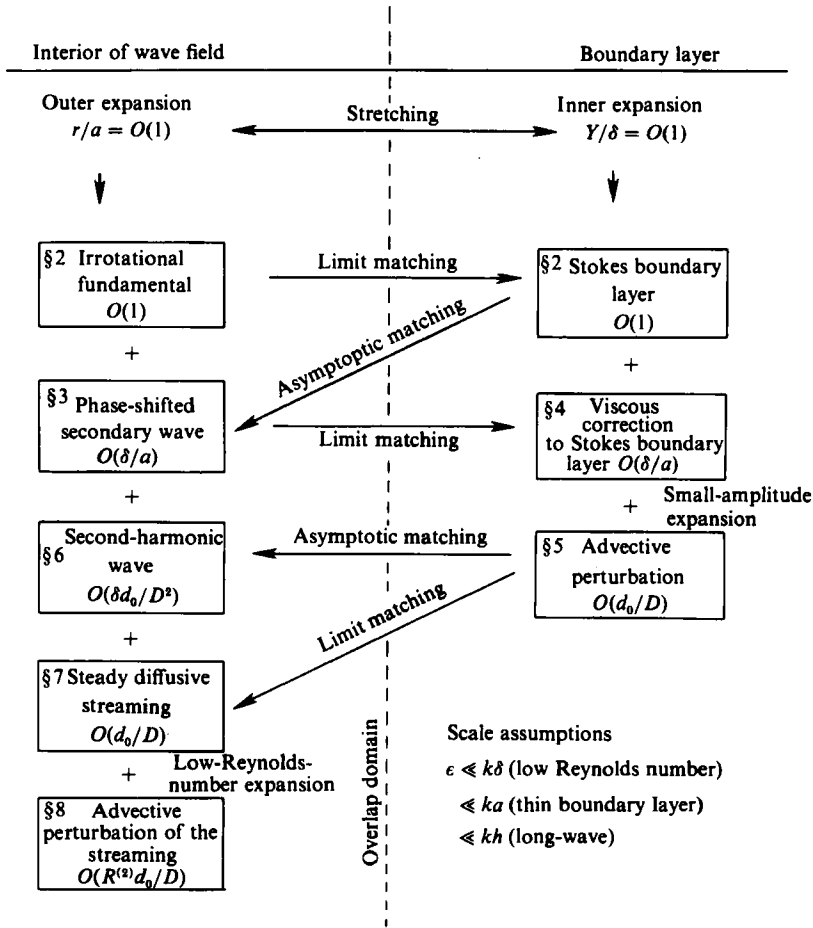 Interior of wave field
Boundary layer
Outer expansion
r/a = O(1)
Stretching
Inner expansion
Y/δ = O(1)
§2 Irrotational
fundamental
O(1)
Limit matching
§2 Stokes boundary
layer
O(1)
+
Asymptoptic matching
+
§3 Phase-shifted
secondary wave
O(δ/a)
Limit matching
§4 Viscous
correction
to Stokes boundary
layer O(δ/a)
+
+ Small-amplitude
expansion
§6 Second-harmonic
wave
O(δd₀/D²)
Asymptotic matching
§5 Advective
perturbation
O(d₀/D)
+
Limit matching
§7 Steady diffusive
streaming
O(d₀/D)
+ Low-Reynolds-
number expansion
§8 Advective
perturbation of the
streaming
O(R⁽²⁾d₀/D)
Overlap domain
Scale assumptions
ϵ ≪ kδ (low Reynolds number)
≪ ka (thin boundary layer)
≪ kh (long-wave)